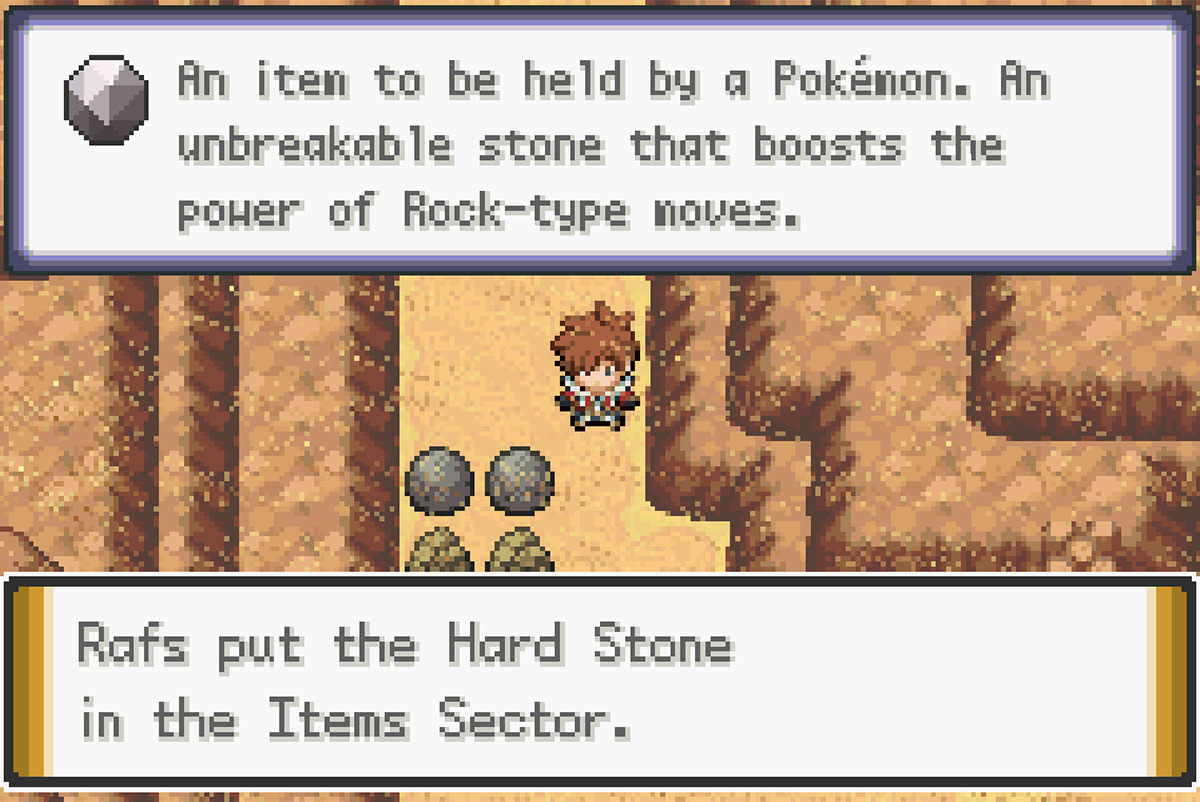 An item to be held by a Pokémon. An
unbreakable stone that boosts the
power of Rock-type moves.
Rafs put the Hard Stone
in the Items Sector.